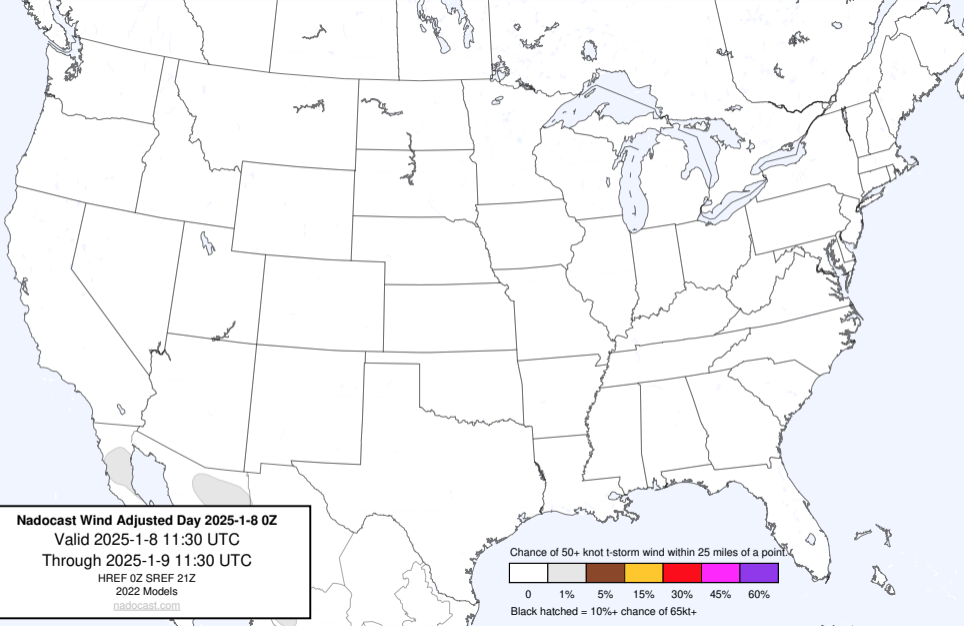 Nadocast Wind Adjusted Day 2025-1-8 0Z
Valid 2025-1-8 11:30 UTC
Through 2025-1-9 11:30 UTC
HREF 0Z SREF 21Z
2022 Models
nadocast.com
Chance of 50+ knot t-storm wind within 25 miles of a point.
0 1% 5% 15% 30% 45% 60%
Black hatched = 10%+ chance of 65kt+